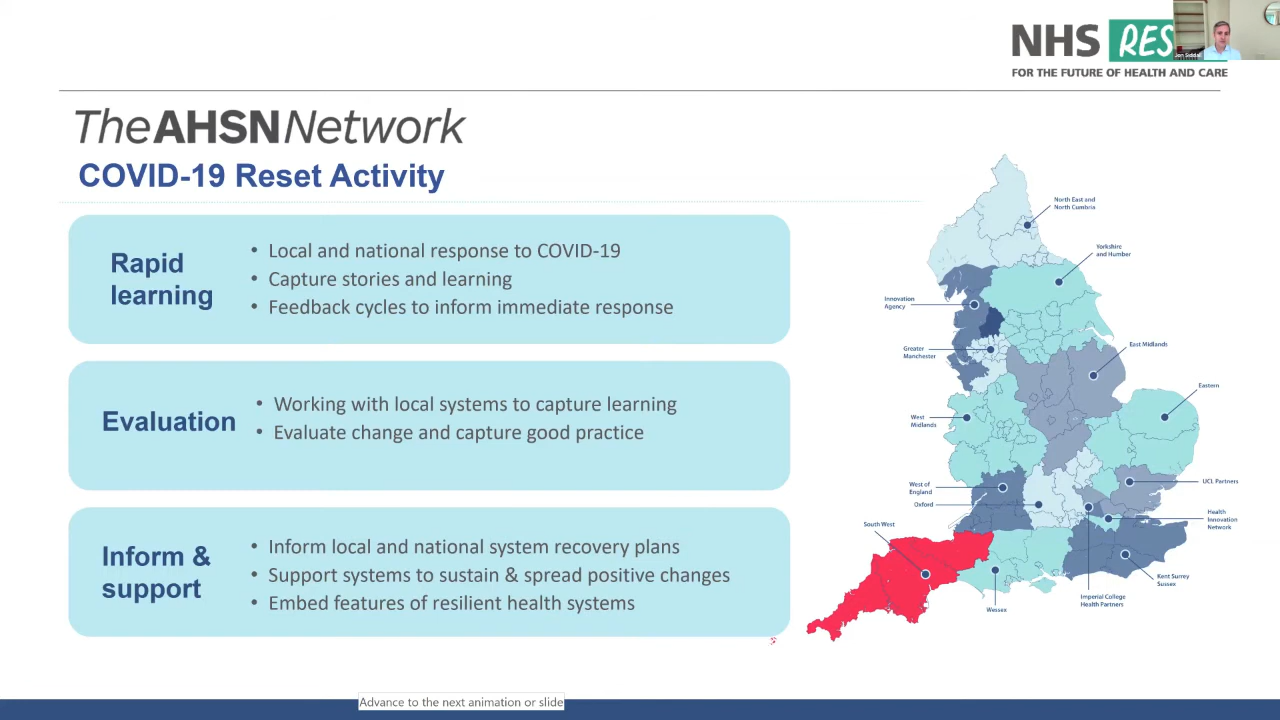 NHS RES
FOR THE FUTURE OF HEALTH AND CARE
Jon Siddall
The AHSN Network
COVID-19 Reset Activity
Rapid
learning
• Local and national response to COVID-19
• Capture stories and learning
• Feedback cycles to inform immediate response
Evaluation
• Working with local systems to capture learning
• Evaluate change and capture good practice
Inform &
support
• Inform local and national system recovery plans
• Support systems to sustain & spread positive changes
• Embed features of resilient health systems
North East and
North Cumbria
Yorkshire
and Humber
Innovation
Agency
Greater
Manchester
East Midlands
Eastern
West
Midlands
West of
England
Oxford
UCL Partners
Health
Innovation
Network
South West
Kent Surrey
Sussex
Imperial College
Health Partners
Wessex
Advance to the next animation or slide